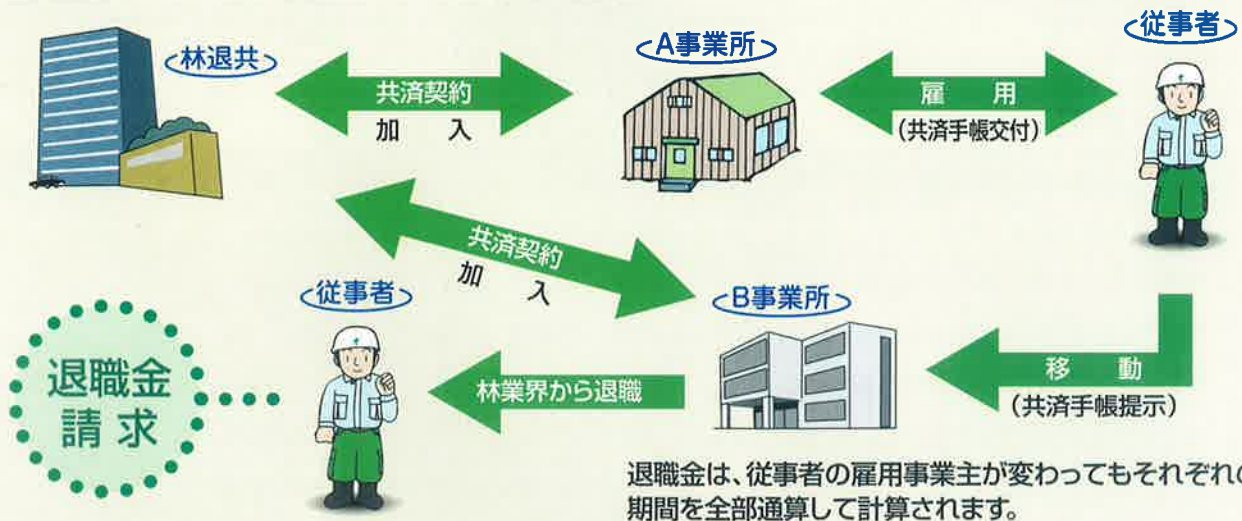 林退共
共済契約
加 入
A事業所
雇 用
(共済手帳交付)
従事者
共済契約
加 入
B事業所
移 動
(共済手帳提示)
林業界から退職
従事者
退職金
請 求
退職金は、従事者の雇用事業主が変わってもそれぞれの
期間を全部通算して計算されます。